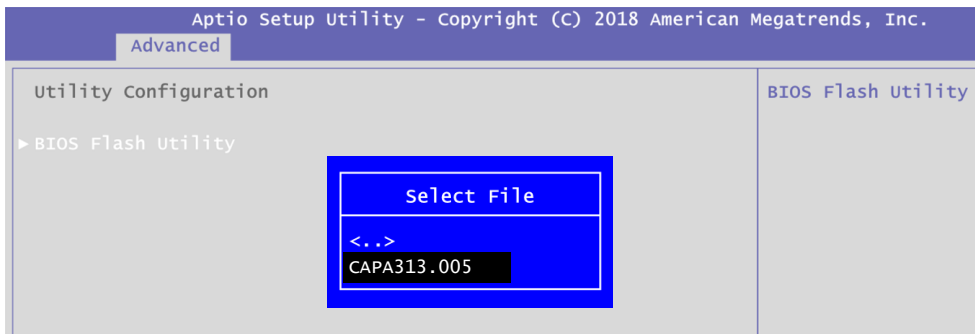 Aptio Setup Utility - Copyright (C) 2018 American Megatrends, Inc.
Advanced
Utility Configuration
BIOS Flash Utility
► BIOS Flash Utility
Select File
<..>
CAPA313.005